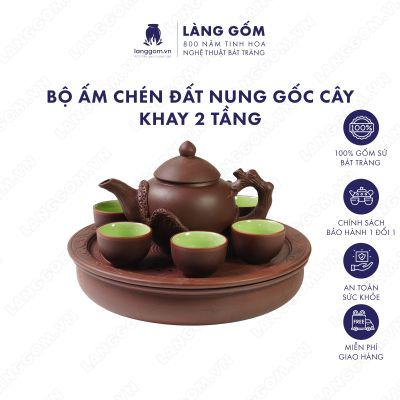 LÀNG GỐM
800 NĂM TINH HOA
NGHỆ THUẬT BÁT TRÀNG
langgom.vn
BỘ ẤM CHÉN ĐẤT NUNG GỐC CÂY
KHAY 2 TẦNG
100%
100% GỐM SỨ
BÁT TRÀNG
CHÍNH SÁCH
BẢO HÀNH 1 ĐỔI 1
AN TOÀN
SỨC KHỎE
FREE
MIỄN PHÍ
GIAO HÀNG
LANGGOM.VN